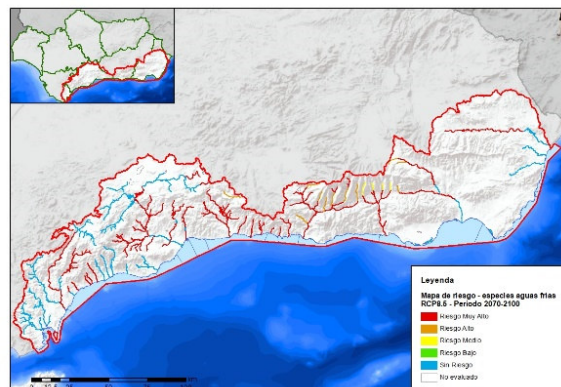 Leyenda
Mapa de riesgo - especies aguas frías
RCP8.5 - Periodo 2070-2100
Riesgo Muy Alto
Riesgo Alto
Riesgo Medio
Riesgo Bajo
Sin Riesgo
No evaluado